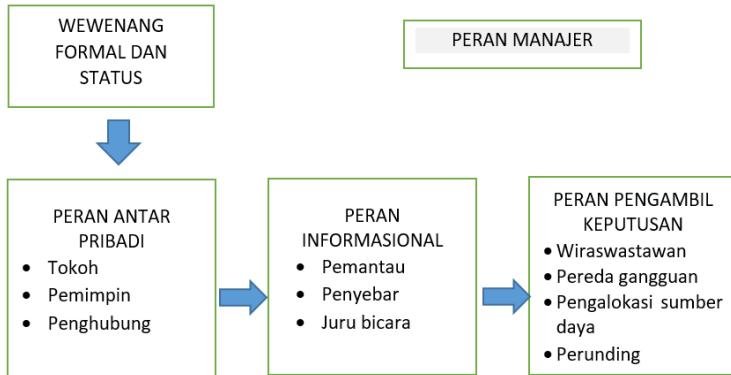 WEWENANG
FORMAL DAN
STATUS
PERAN MANAJER
PERAN ANTAR
PRIBADI
• Tokoh
• Pemimpin
• Penghubung
PERAN
INFORMASIONAL
• Pemantau
• Penyebar
• Juru bicara
PERAN PENGAMBIL
KEPUTUSAN
• Wiraswastawan
• Pereda gangguan
• Pengalokasi sumber
daya
• Perunding